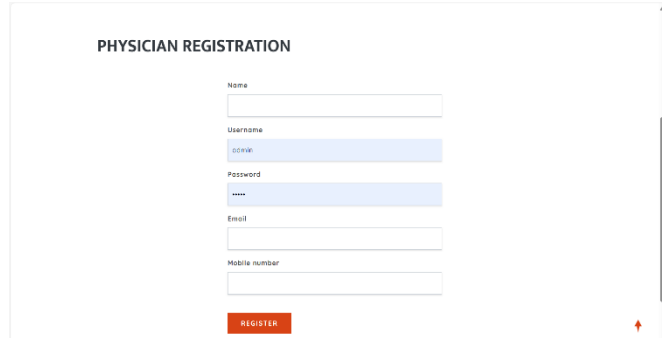 PHYSICIAN REGISTRATION
Name
Username
admin
Password
•••••
Email
Mobile number
REGISTER